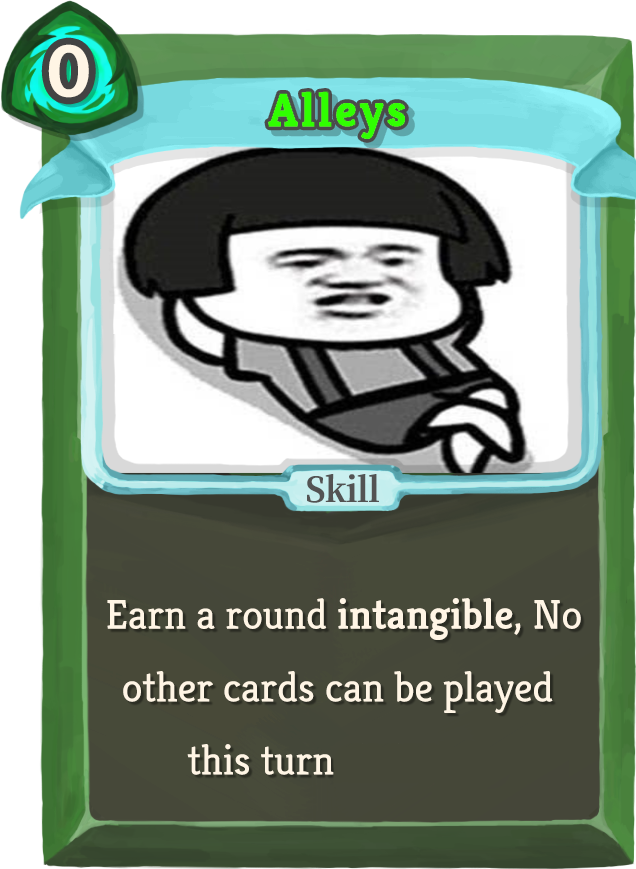 0
Alleys
Skill
Earn a round intangible, No
other cards can be played
this turn